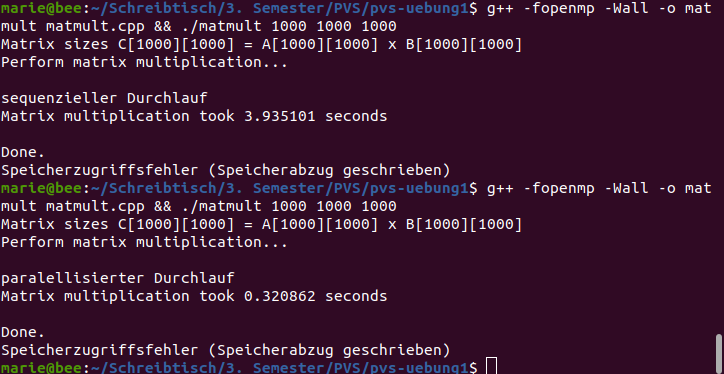 marie@bee:~/Schreibtisch/3. Semester/PVS/pvs-uebung1$ g++ -fopenmp -Wall -o mat
mult matmult.cpp && ./matmult 1000 1000 1000
Matrix sizes C[1000][1000] = A[1000][1000] x B[1000][1000]
Perform matrix multiplication...
sequenzieller Durchlauf
Matrix multiplication took 3.935101 seconds
Done.
Speicherzugriffsfehler (Speicherabzug geschrieben)
marie@bee:~/Schreibtisch/3. Semester/PVS/pvs-uebung1$ g++ -fopenmp -Wall -o mat
mult matmult.cpp && ./matmult 1000 1000 1000
Matrix sizes C[1000][1000] = A[1000][1000] x B[1000][1000]
Perform matrix multiplication...
paralellisierter Durchlauf
Matrix multiplication took 0.320862 seconds
Done.
Speicherzugriffsfehler (Speicherabzug geschrieben)
marie@bee:~/Schreibtisch/3. Semester/PVS/pvs-uebung1$